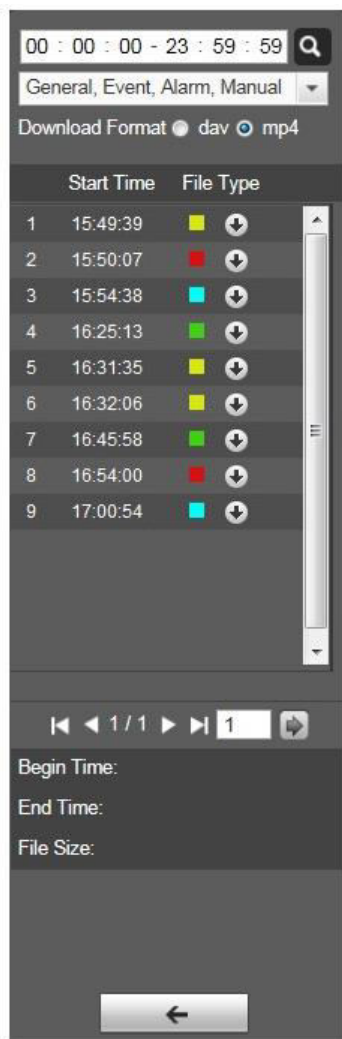 00 : 00 : 00 - 23 : 59 : 59
General, Event, Alarm, Manual
Download Format dav mp4
Start Time File Type
1 15:49:39
2 15:50:07
3 15:54:38
4 16:25:13
5 16:31:35
6 16:32:06
7 16:45:58
8 16:54:00
9 17:00:54
1 / 1 1
Begin Time:
End Time:
File Size: